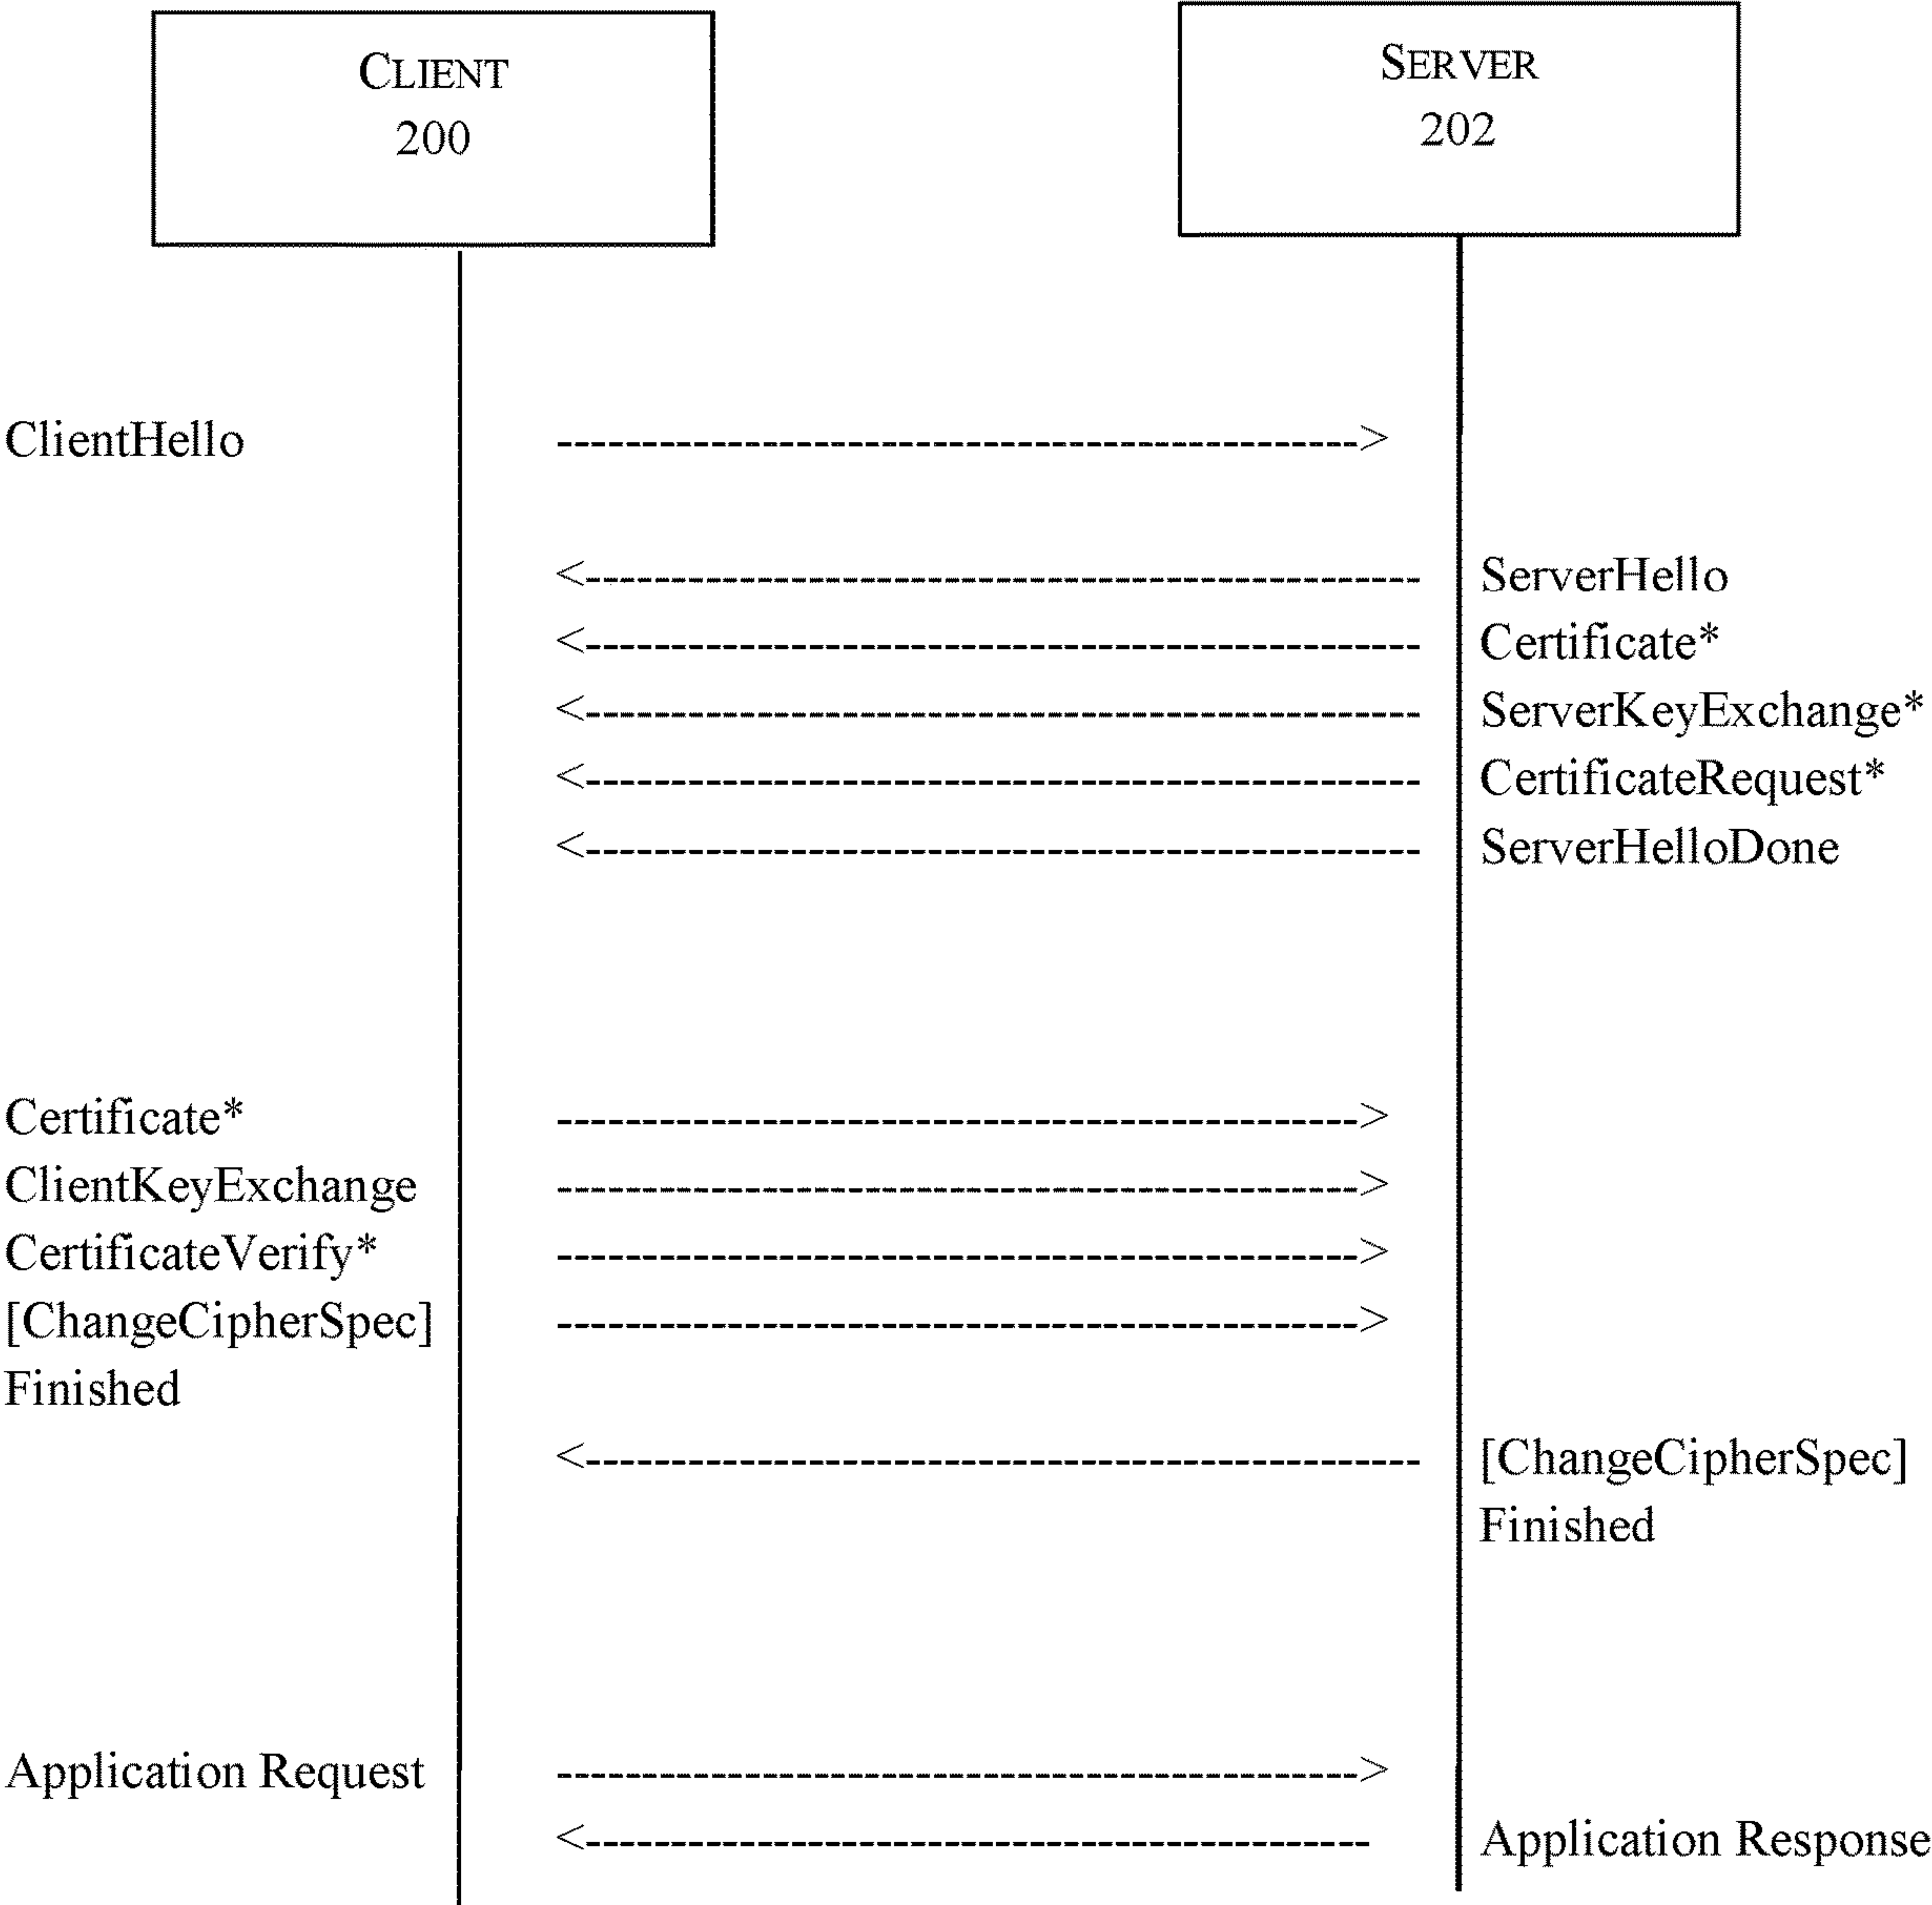 CLIENT
200
SERVER
202
ClientHello
ServerHello
Certificate*
ServerKeyExchange*
CertificateRequest*
ServerHelloDone
Certificate*
ClientKeyExchange
CertificateVerify*
[ChangeCipherSpec]
Finished
[ChangeCipherSpec]
Finished
Application Request
Application Response